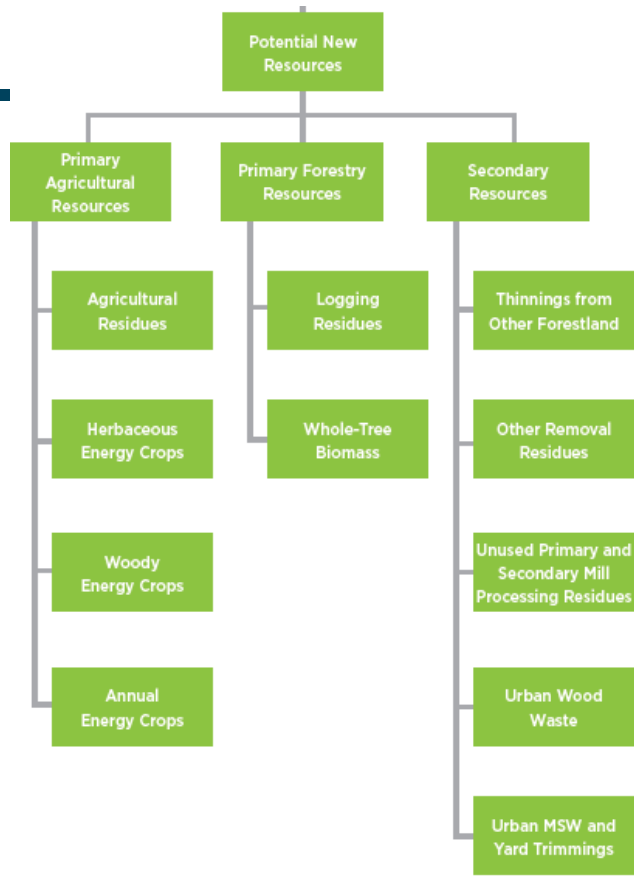 Potential New
Resources
Primary
Agricultural
Resources
Primary Forestry
Resources
Secondary
Resources
Agricultural
Residues
Logging
Residues
Thinnings from
Other Forestland
Herbaceous
Energy Crops
Whole-Tree
Biomass
Other Removal
Residues
Woody
Energy Crops
Unused Primary and
Secondary Mill
Processing Residues
Annual
Energy Crops
Urban Wood
Waste
Urban MSW and
Yard Trimmings